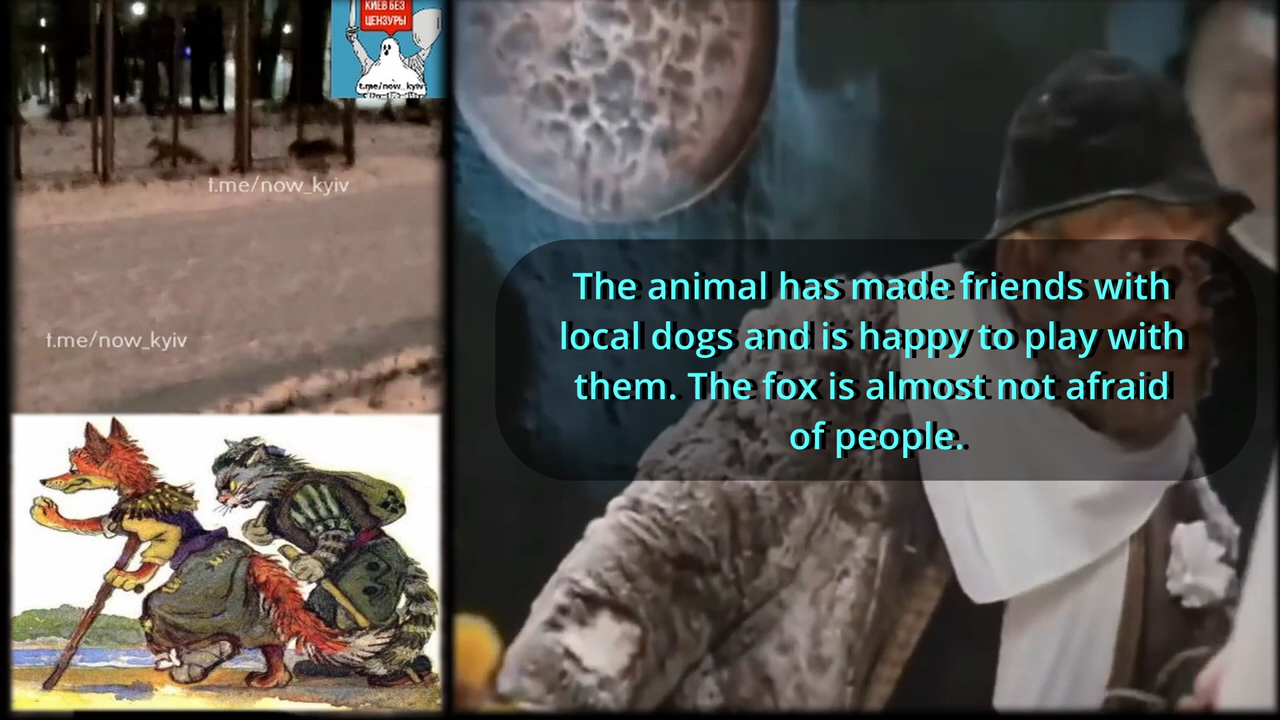 КИЕВ БЕЗ
ЦЕНЗУРЫ
t.me/now_kyiv
t.me/now_kyiv
t.me/now_kyiv
The animal has made friends with
local dogs and is happy to play with
them. The fox is almost not afraid
of people.